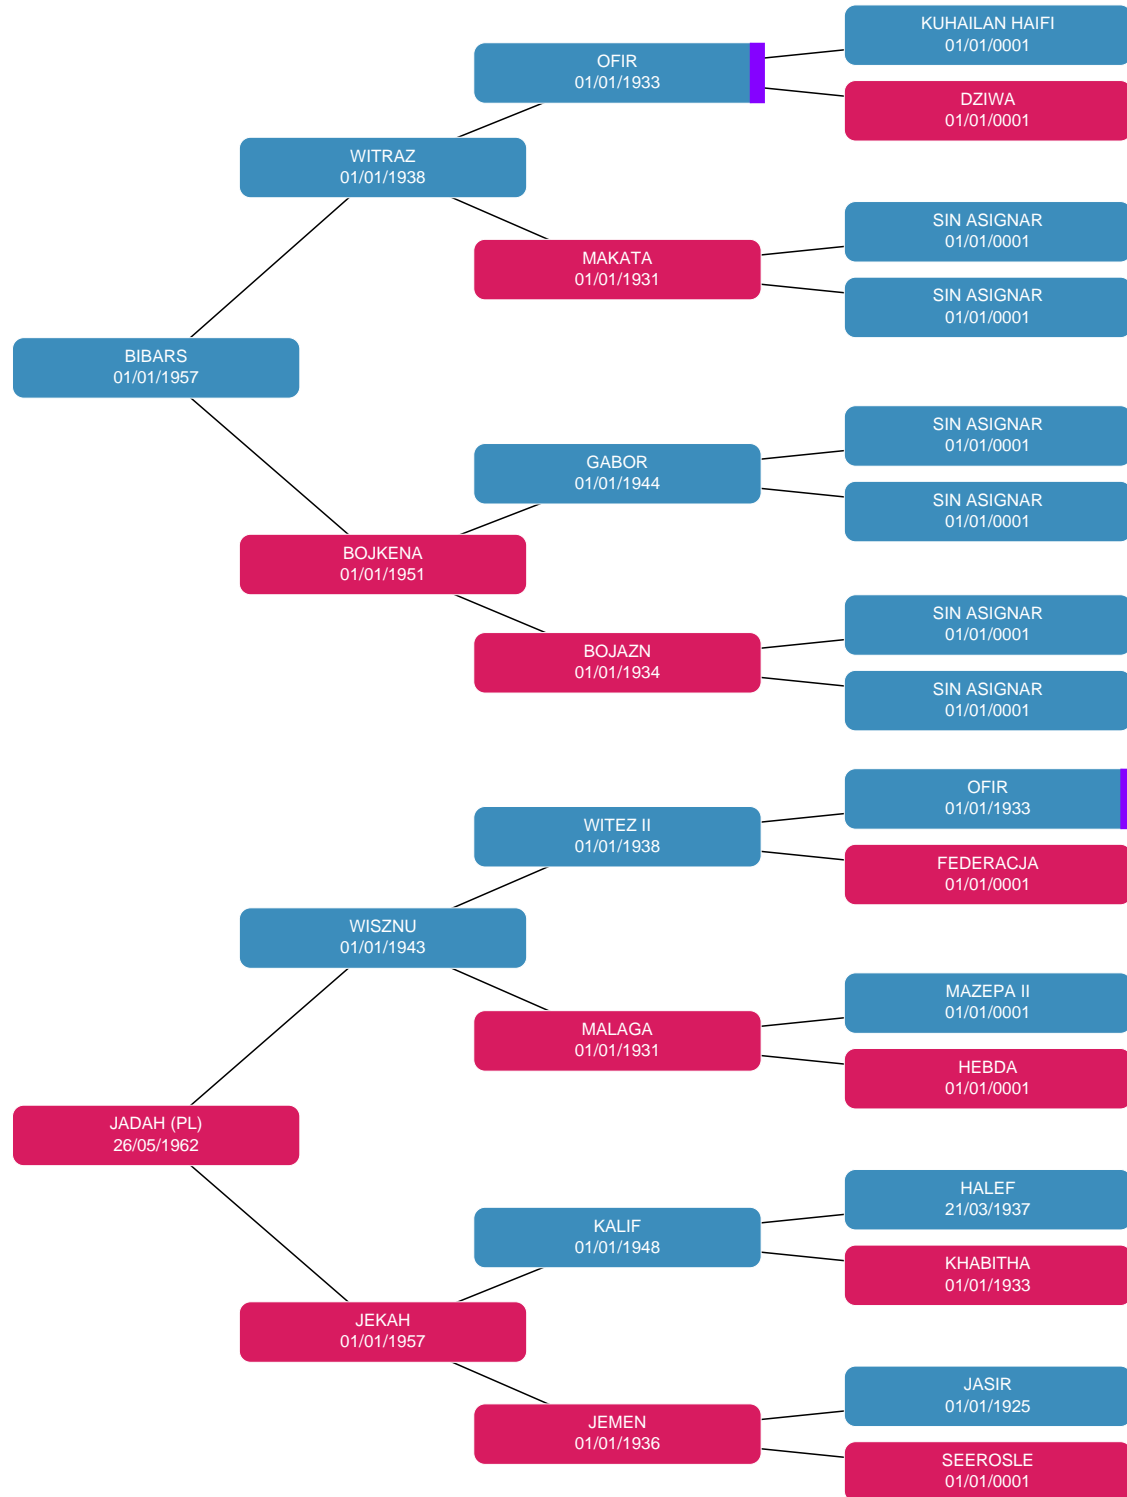 KUHAILAN HAIFI
01/01/0001
OFIR
01/01/1933
DZIWA
01/01/0001
WITRAZ
01/01/1938
SIN ASIGNAR
01/01/0001
MAKATA
01/01/1931
SIN ASIGNAR
01/01/0001
BIBARS
01/01/1957
SIN ASIGNAR
01/01/0001
GABOR
01/01/1944
SIN ASIGNAR
01/01/0001
BOJKENA
01/01/1951
SIN ASIGNAR
01/01/0001
BOJAZN
01/01/1934
SIN ASIGNAR
01/01/0001
OFIR
01/01/1933
WITEZ II
01/01/1938
FEDERACJA
01/01/0001
WISZNU
01/01/1943
MAZEPA II
01/01/0001
MALAGA
01/01/1931
HEBDA
01/01/0001
JADAH (PL)
26/05/1962
HALEF
21/03/1937
KALIF
01/01/1948
KHABITHA
01/01/1933
JEKAH
01/01/1957
JASIR
01/01/1925
JEMEN
01/01/1936
SEEROSLE
01/01/0001